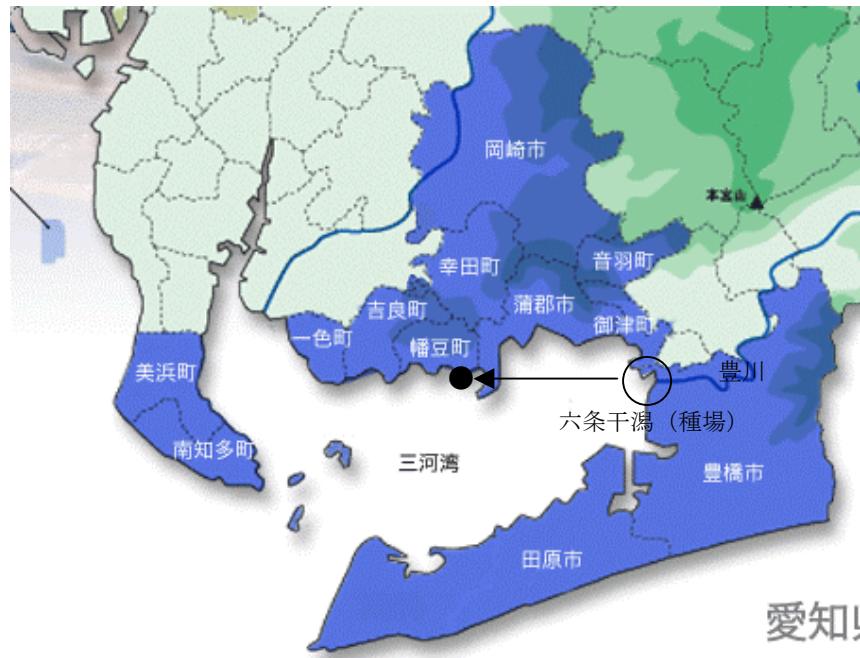 岡崎市
本宮山
幸田町
音羽町
吉良町
蒲郡市
一色町
幡豆町
御津町
美浜町
豊川
六条干潟（種場）
南知多町
三河湾
豊橋市
田原市
愛知